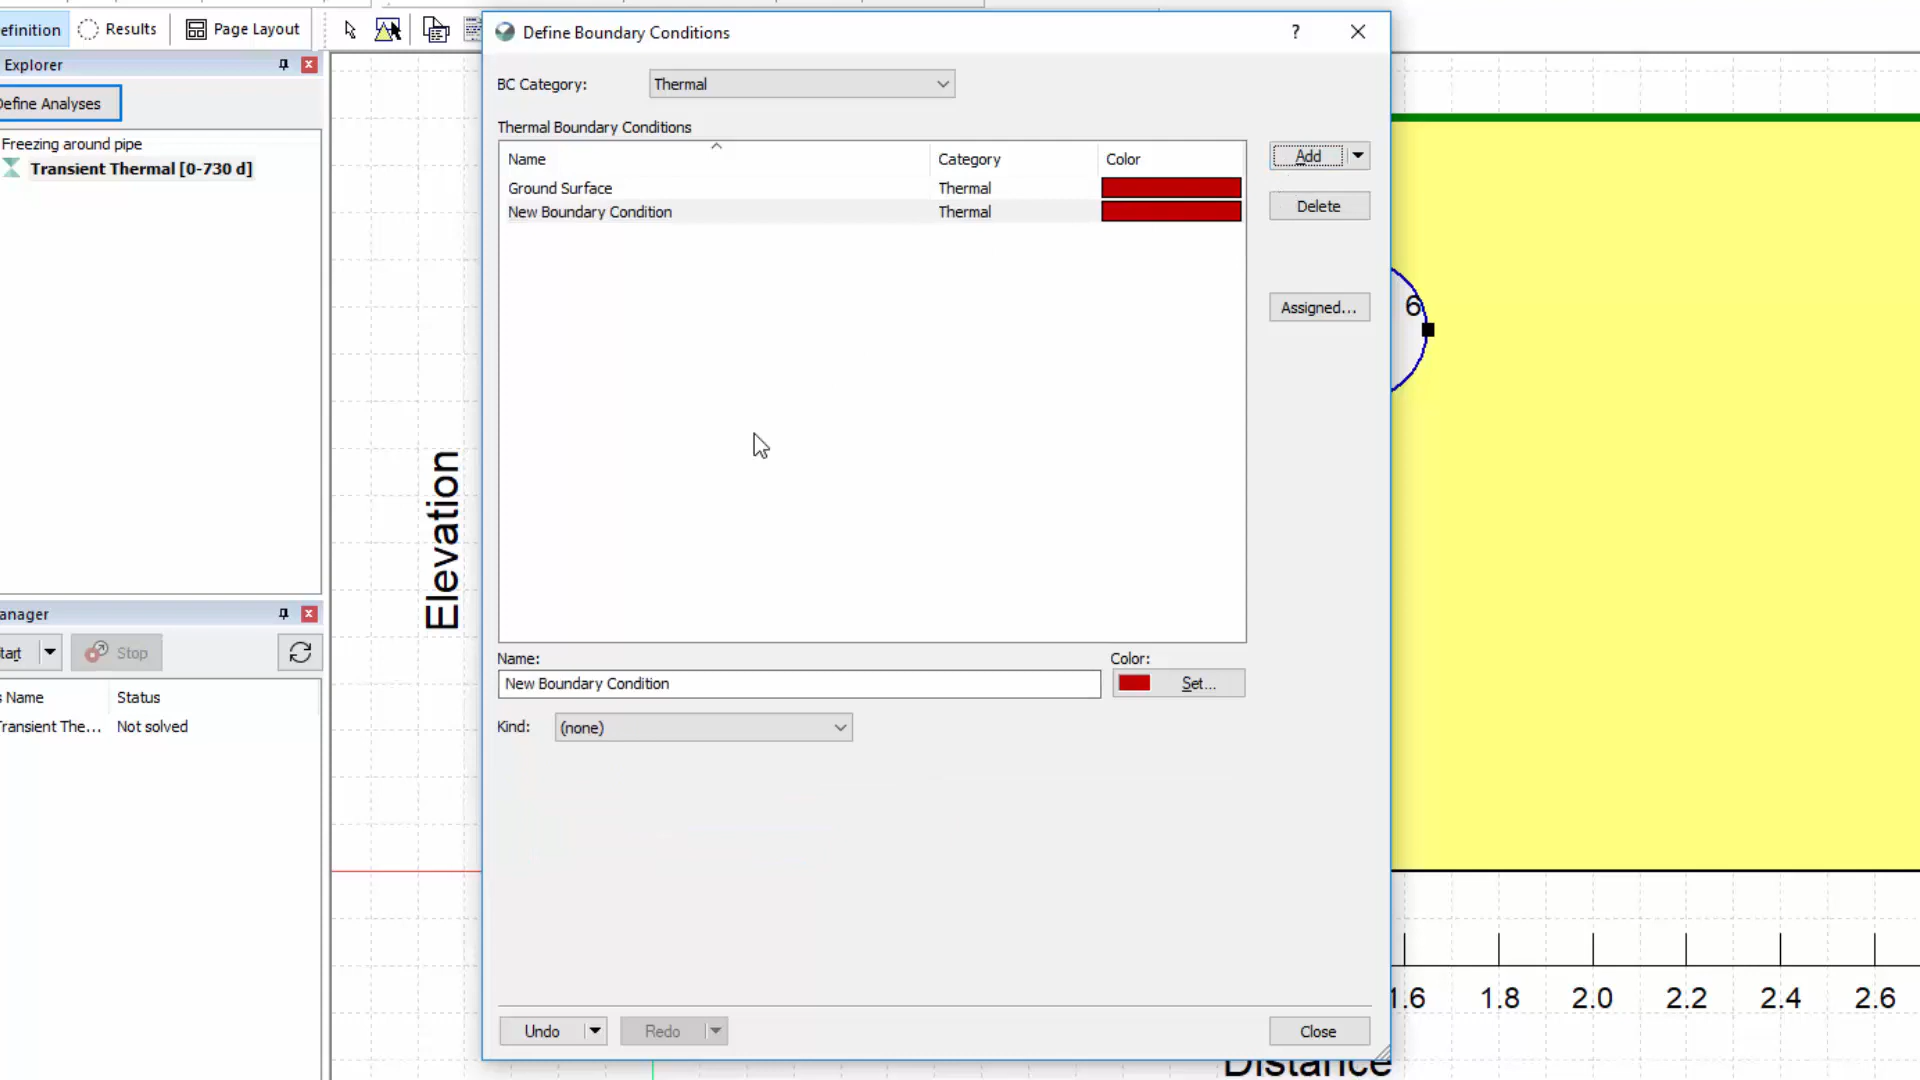 efinition
Results
Page Layout
Explorer
Define Analyses
Freezing around pipe
Transient Thermal [0-730 d]
anager
tart
Stop
Name
Status
Transient The...
Not solved
Elevation
Define Boundary Conditions
?
BC Category:
Thermal
Thermal Boundary Conditions
Name
Category
Color
Ground Surface
Thermal
New Boundary Condition
Thermal
Add
Delete
Assigned...
Name:
New Boundary Condition
Color:
Set...
Kind:
(none)
Undo
Redo
Close
6
1.6
1.8
2.0
2.2
2.4
2.6
Distance